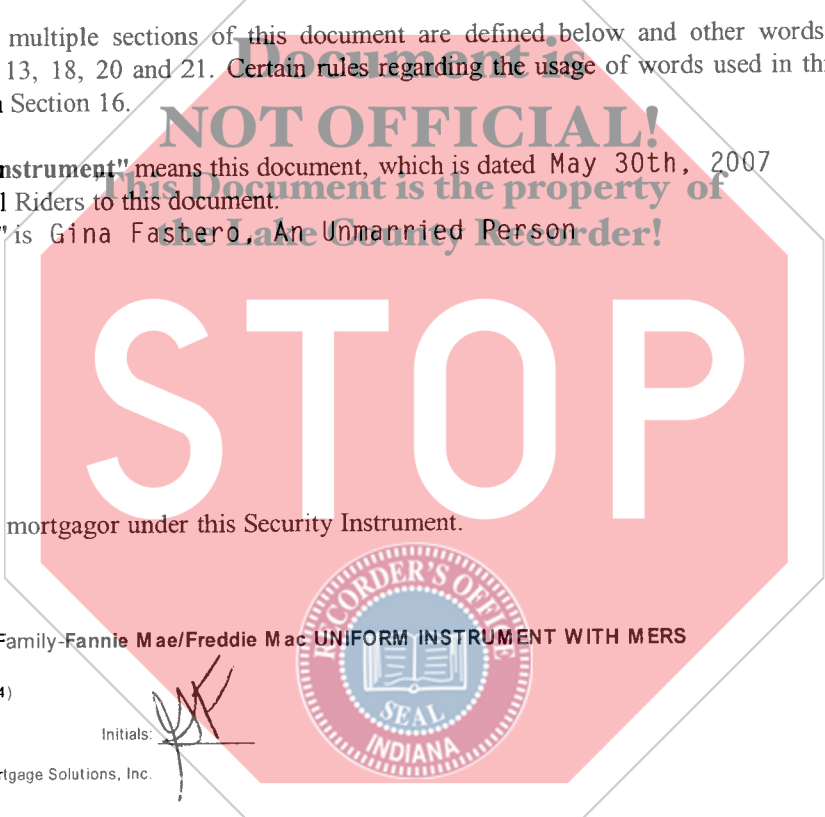 multiple sections of this document are defined below and other words
Document is
13, 18, 20 and 21. Certain rules regarding the usage of words used in
Section 16.
NOT OFFICIAL!
nstrument" means this document, which is dated May 30th, 2007
This Document is the property of
Riders to this document.
" is Gina Fastero, An Unmarried Person
the Lake County Recorder!
STOP
mortgagor under this Security Instrument.
RECORDER'S OFFICE
Family-Fannie Mae/Freddie Mac UNIFORM INSTRUMENT WITH MERS
4)
SEAL
Initials:
INDIANA
rtgage Solutions, Inc.